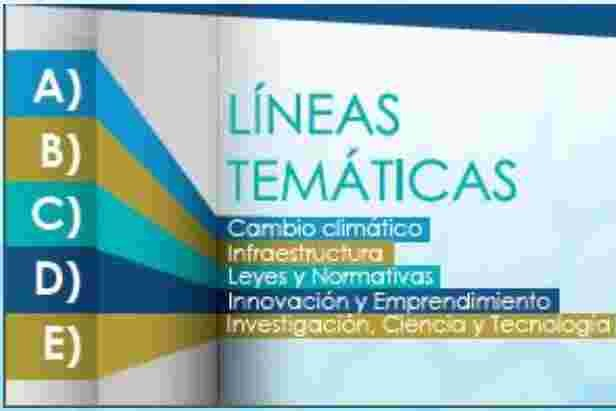 A)
B)
C)
D)
E)
LÍNEAS
TEMÁTICAS
Cambio climático
Infraestructura
Leyes y Normativas
Innovación y Emprendimiento
Investigación, Ciencia y Tecnología